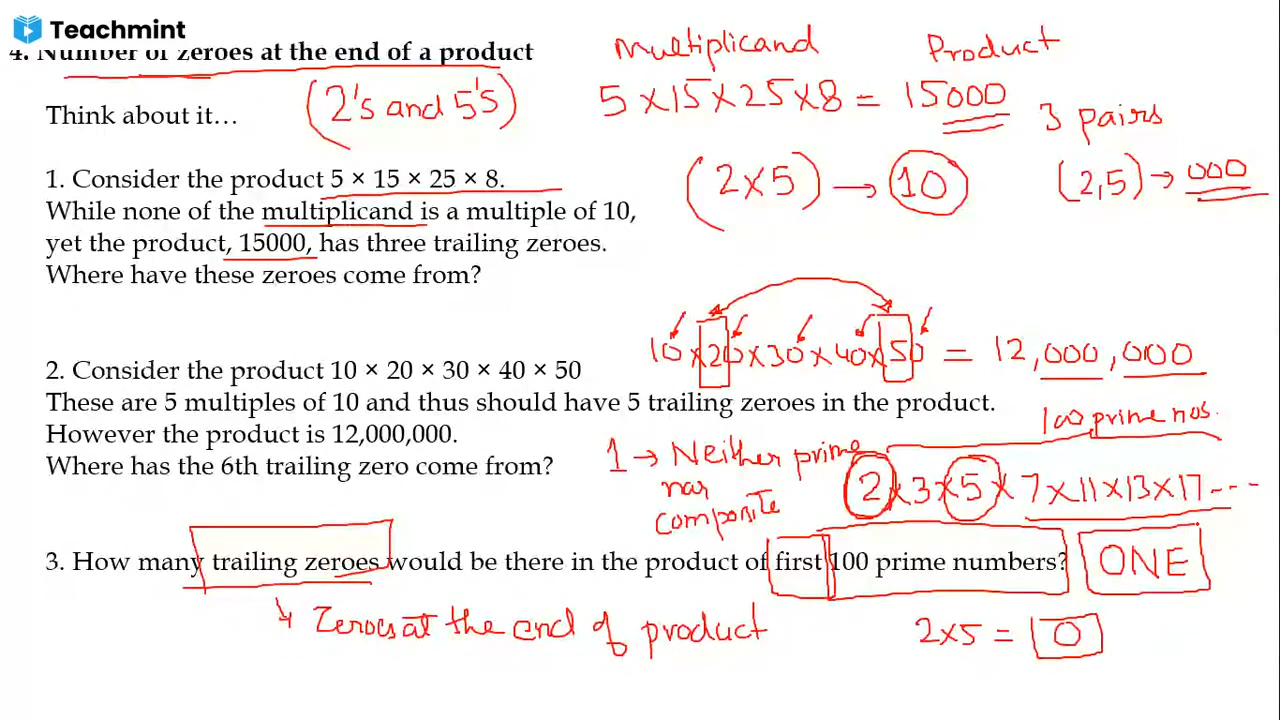 Teachmint
4. Number of zeroes at the end of a product
Multiplicand
Product
(2's and 5's)
5 × 15 × 25 × 8 = 15000
Think about it…
3 pairs
1. Consider the product 5 × 15 × 25 × 8.
(2×5) → 10
(2,5) → 000
While none of the multiplicand is a multiple of 10,
yet the product, 15000, has three trailing zeroes.
Where have these zeroes come from?
10 × 20 × 30 × 40 × 50 = 12,000,000
2. Consider the product 10 × 20 × 30 × 40 × 50
These are 5 multiples of 10 and thus should have 5 trailing zeroes in the product.
However the product is 12,000,000.
100 prime nos.
Where has the 6th trailing zero come from?
1 → Neither prime
nor
composite
2×3×5×7×11×13×17----
3. How many trailing zeroes would be there in the product of first 100 prime numbers?
ONE
Zeroes at the end of product
2×5 = 0